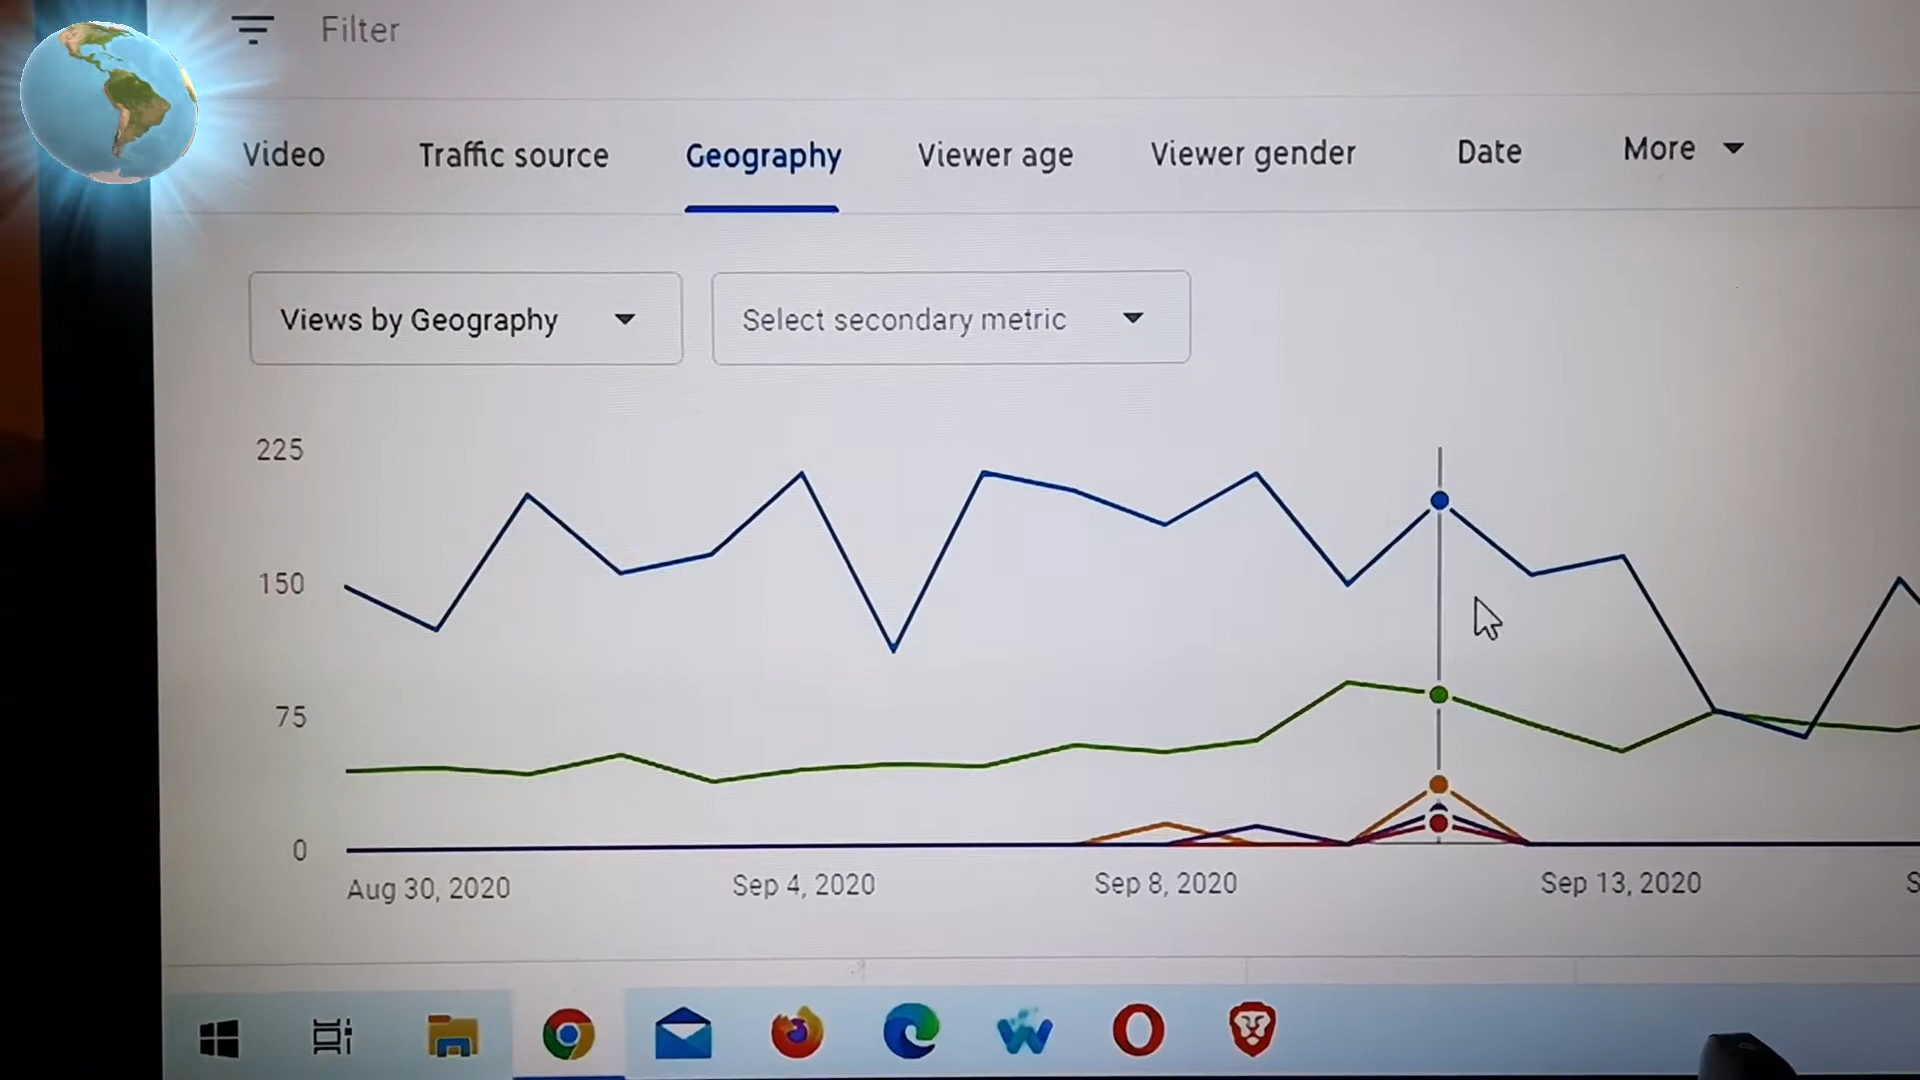 Filter
Video Traffic source Geography Viewer age Viewer gender Date More
Views by Geography Select secondary metric
225
150
75
0
Aug 30, 2020 Sep 4, 2020 Sep 8, 2020 Sep 13, 2020 S